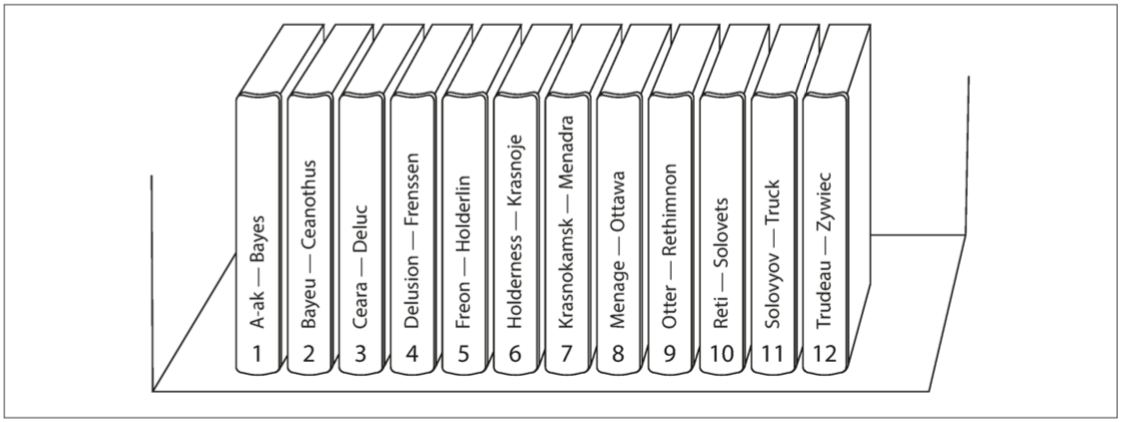 A-ak — Bayes
1
Bayeu — Ceanothus
2
Ceara — Deluc
3
Delusion — Frenssen
4
Freon — Holderlin
5
Holderness — Krasnoje
6
Krasnokamsk — Menadra
7
Menage — Ottawa
8
Otter — Rethimnon
9
Reti — Solovets
10
Solovyov — Truck
11
Trudeau — Zywiec
12